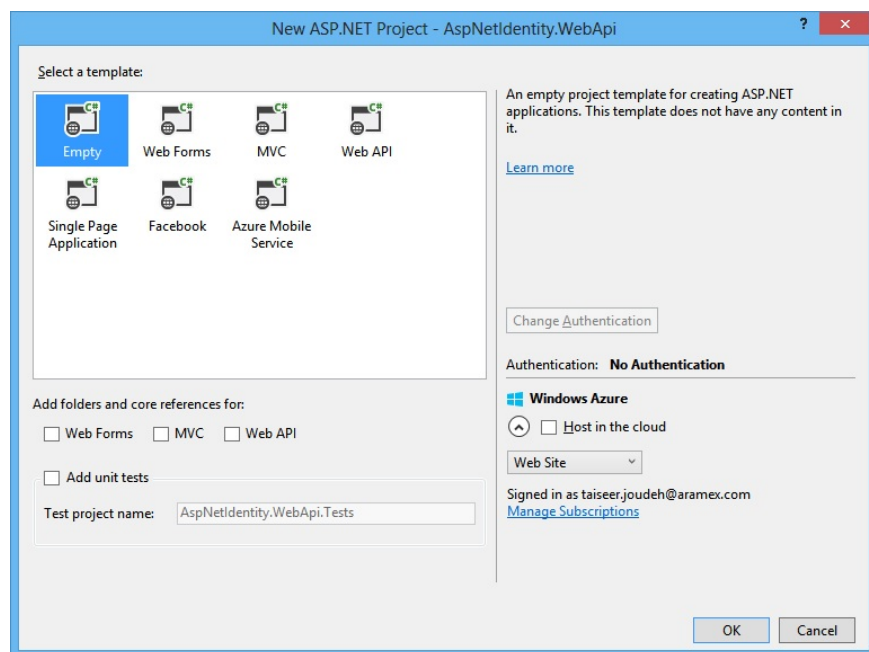 New ASP.NET Project - AspNetIdentity.WebApi
?
×
Select a template:
C# C# C# C#
Empty Web Forms MVC Web API
C# C# C#
Single Page Application Facebook Azure Mobile Service
An empty project template for creating ASP.NET
applications. This template does not have any content in
it.
Learn more
Change Authentication
Authentication: No Authentication
Windows Azure
Host in the cloud
Web Site
Signed in as taiseer.joudeh@aramex.com
Manage Subscriptions
Add folders and core references for:
Web Forms MVC Web API
Add unit tests
Test project name: AspNetIdentity.WebApi.Tests
OK Cancel